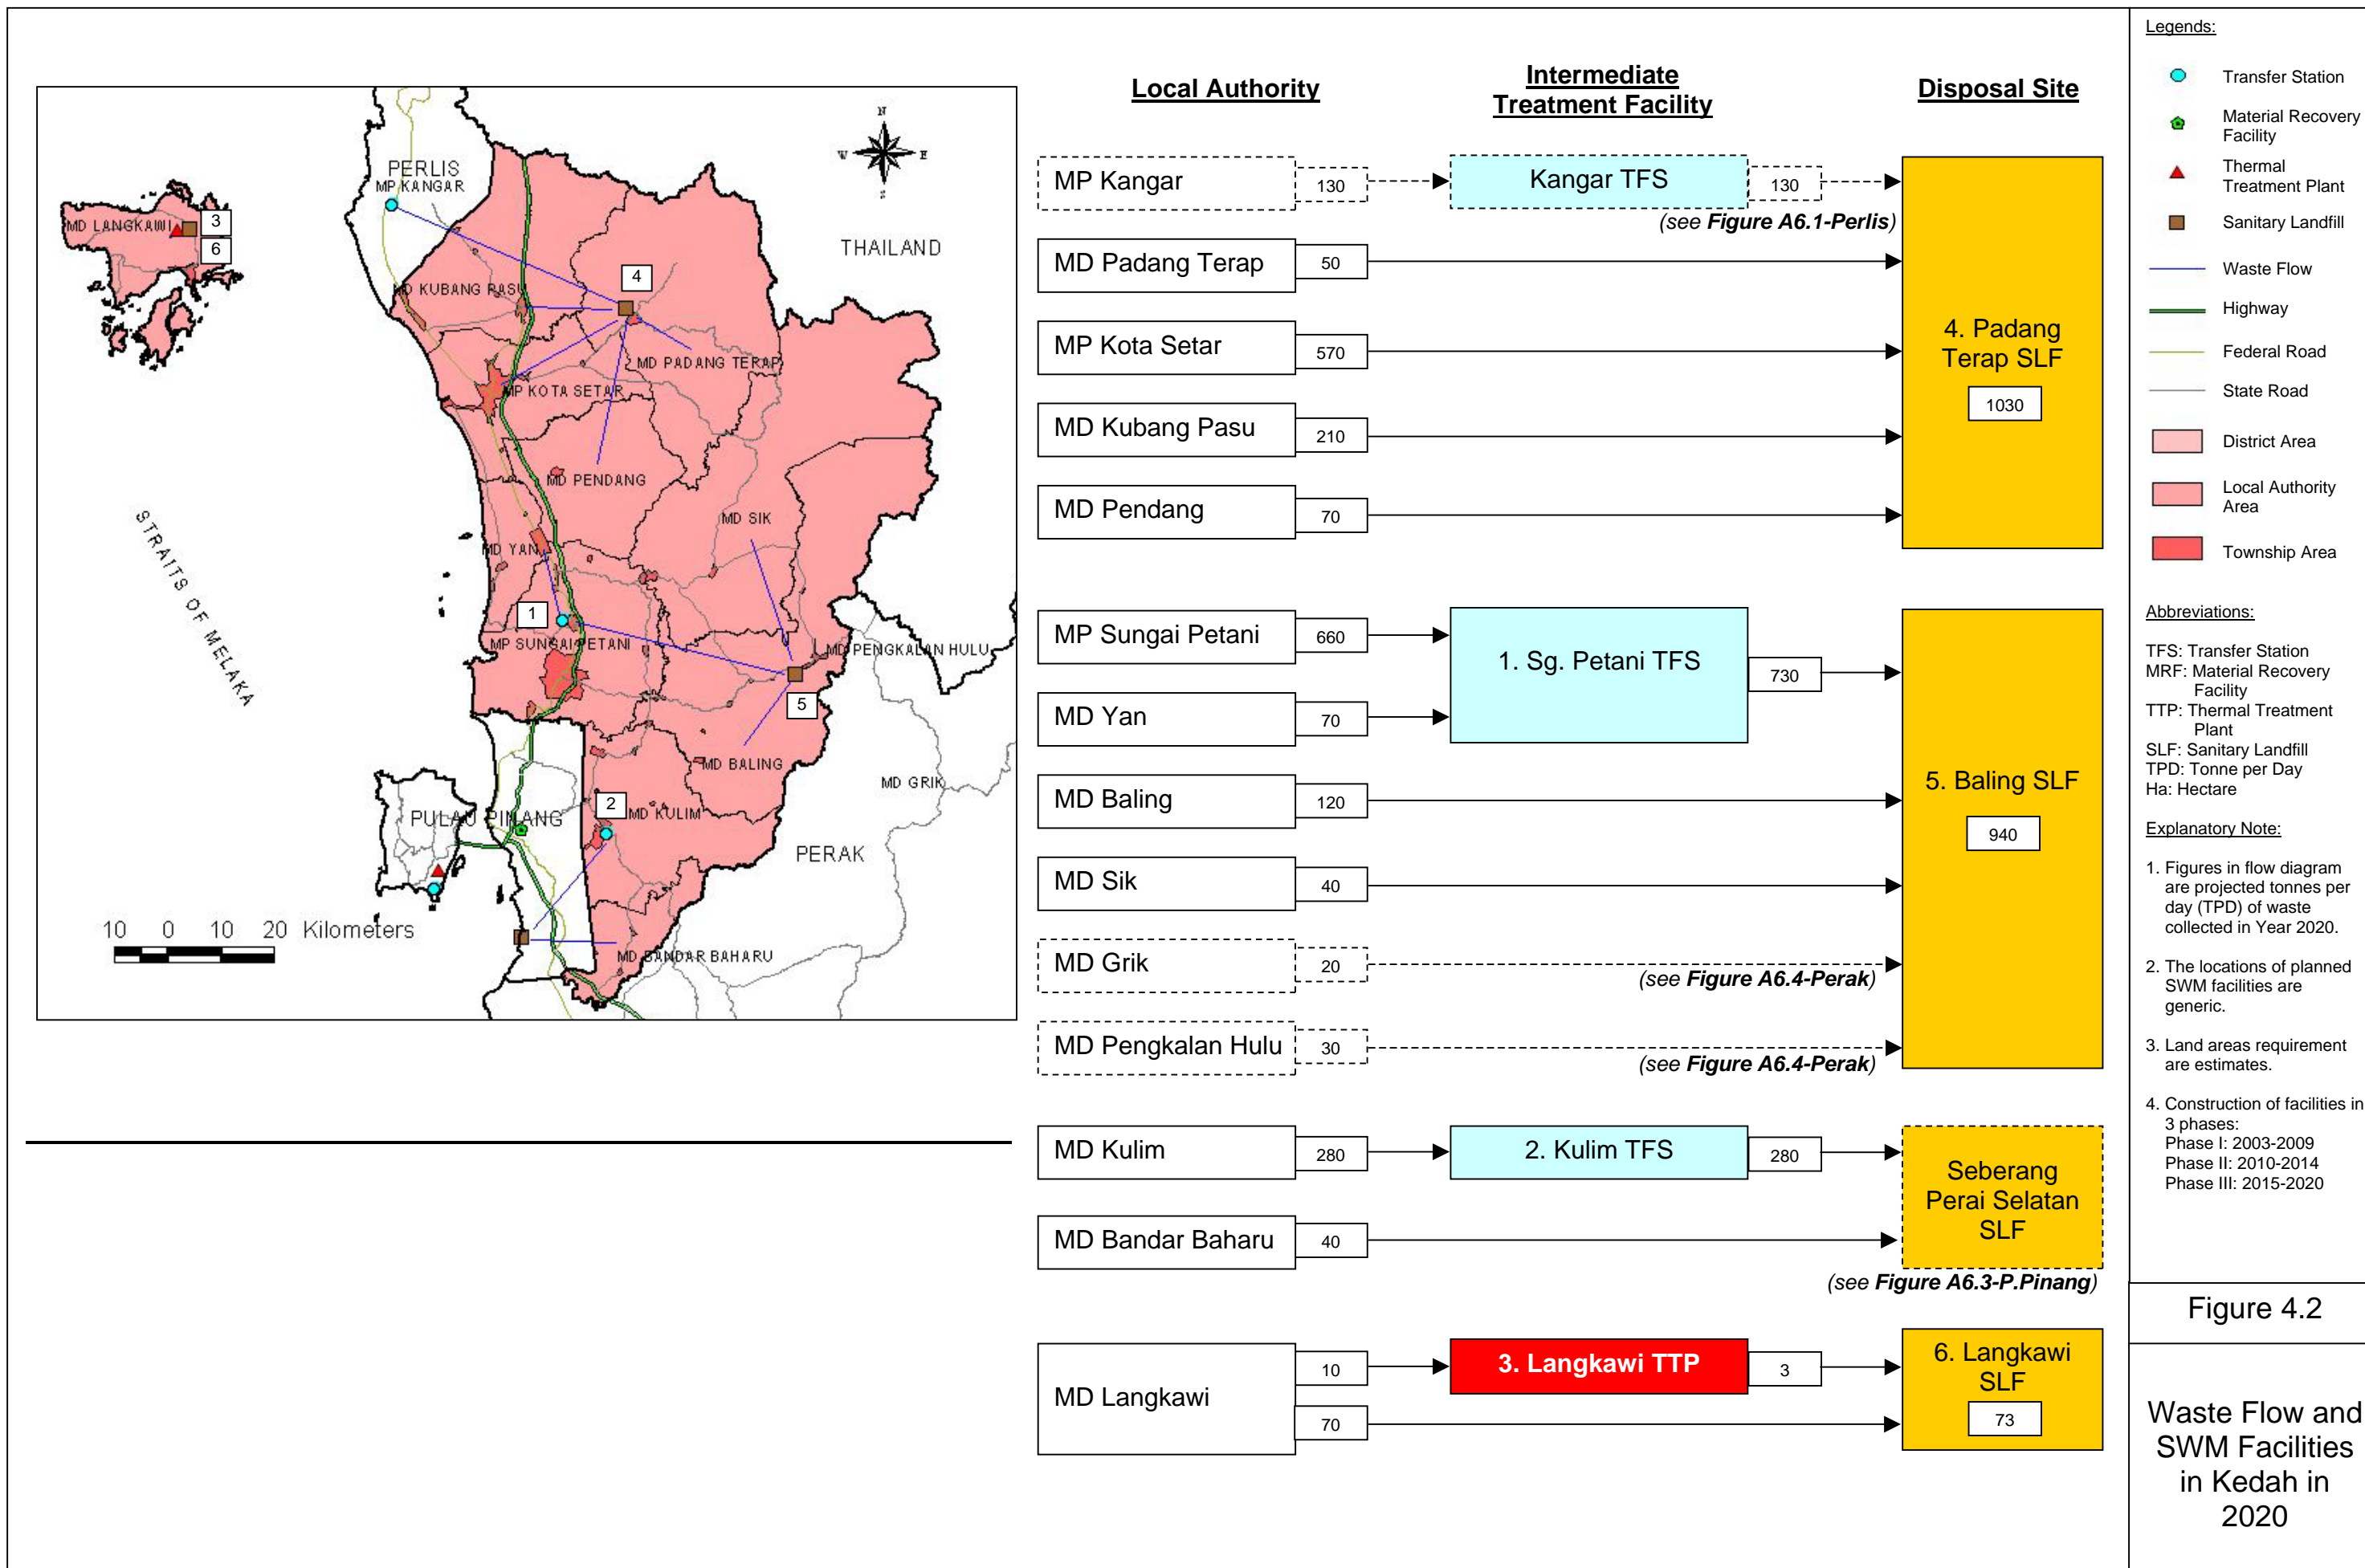 PERLIS
MP KANGAR
N
W
E
S
THAILAND
MD LANGKAWI
3
6
4
MD KUBANG PASU
MD PADANG TERAP
MP KOTA SETAR
MD PENDANG
MD SIK
MD YAN
1
MP SUNGAI PETANI
MD PENGKALAN HULU
5
STRAITS OF MELAKA
MD BALING
MD GRIK
2
MD KULIM
PULAU PINANG
PERAK
10 0 10 20 Kilometers
MD BANDAR BAHARU
Local Authority
Intermediate
Treatment Facility
Disposal Site
MP Kangar
130
Kangar TFS
130
(see Figure A6.1-Perlis)
MD Padang Terap
50
MP Kota Setar
570
MD Kubang Pasu
210
MD Pendang
70
4. Padang
Terap SLF
1030
MP Sungai Petani
660
1. Sg. Petani TFS
730
MD Yan
70
MD Baling
120
5. Baling SLF
940
MD Sik
40
MD Grik
20
(see Figure A6.4-Perak)
MD Pengkalan Hulu
30
(see Figure A6.4-Perak)
MD Kulim
280
2. Kulim TFS
280
Seberang
Perai Selatan
SLF
MD Bandar Baharu
40
(see Figure A6.3-P.Pinang)
MD Langkawi
10
3. Langkawi TTP
3
70
6. Langkawi
SLF
73
Legends:
Transfer Station
Material Recovery
Facility
Thermal
Treatment Plant
Sanitary Landfill
Waste Flow
Highway
Federal Road
State Road
District Area
Local Authority
Area
Township Area
Abbreviations:
TFS: Transfer Station
MRF: Material Recovery
Facility
TTP: Thermal Treatment
Plant
SLF: Sanitary Landfill
TPD: Tonne per Day
Ha: Hectare
Explanatory Note:
1. Figures in flow diagram
are projected tonnes per
day (TPD) of waste
collected in Year 2020.
2. The locations of planned
SWM facilities are
generic.
3. Land areas requirement
are estimates.
4. Construction of facilities in
3 phases:
Phase I: 2003-2009
Phase II: 2010-2014
Phase III: 2015-2020
Figure 4.2
Waste Flow and
SWM Facilities
in Kedah in
2020